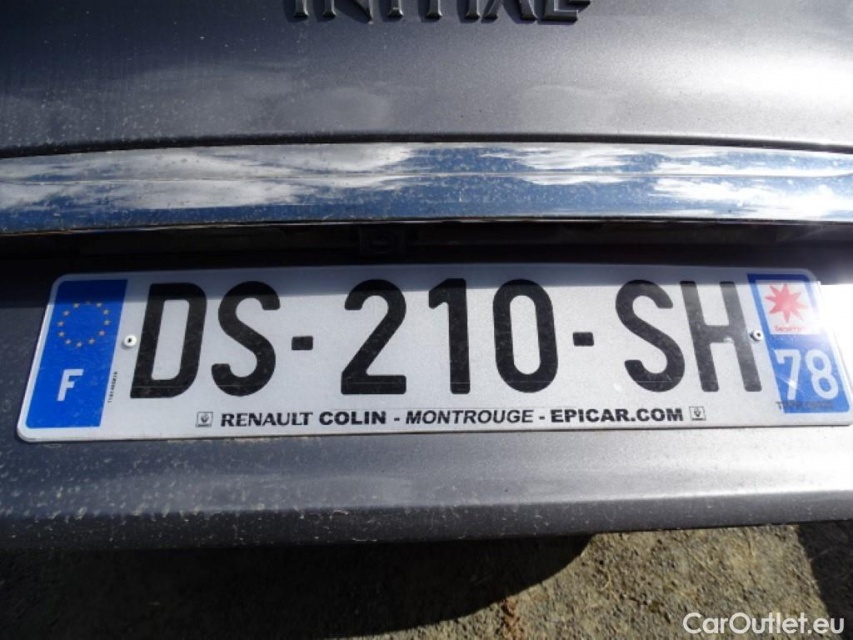 INITIALE
F
DS-210-SH
78
RENAULT COLIN - MONTROUGE - EPICAR.COM
CarOutlet.eu